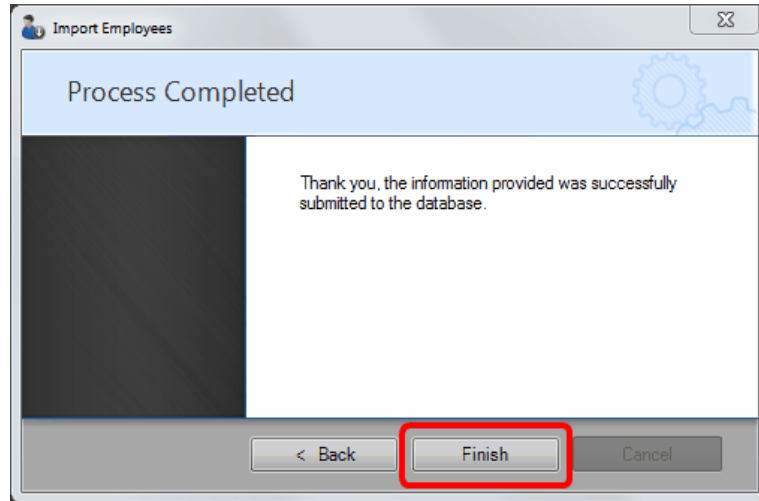 Import Employees
Process Completed
Thank you, the information provided was successfully
submitted to the database.
< Back
Finish
Cancel